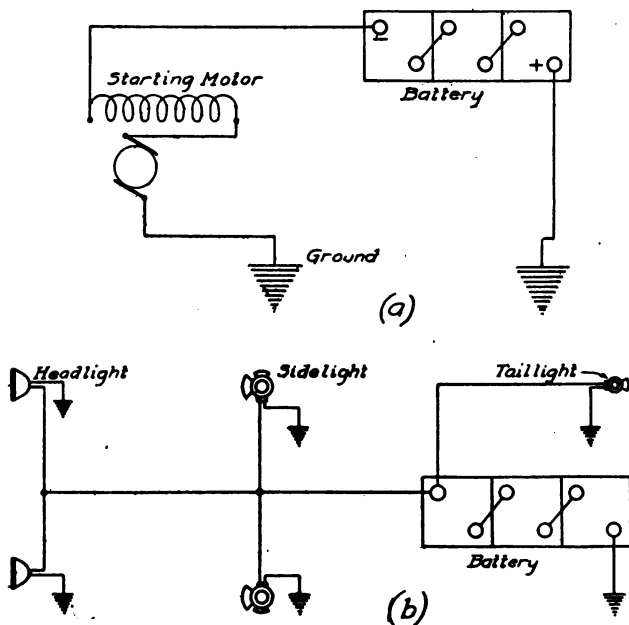 Starting Motor
−
+
Battery
Ground
(a)
Headlight
Sidelight
Taillight
Battery
(b)